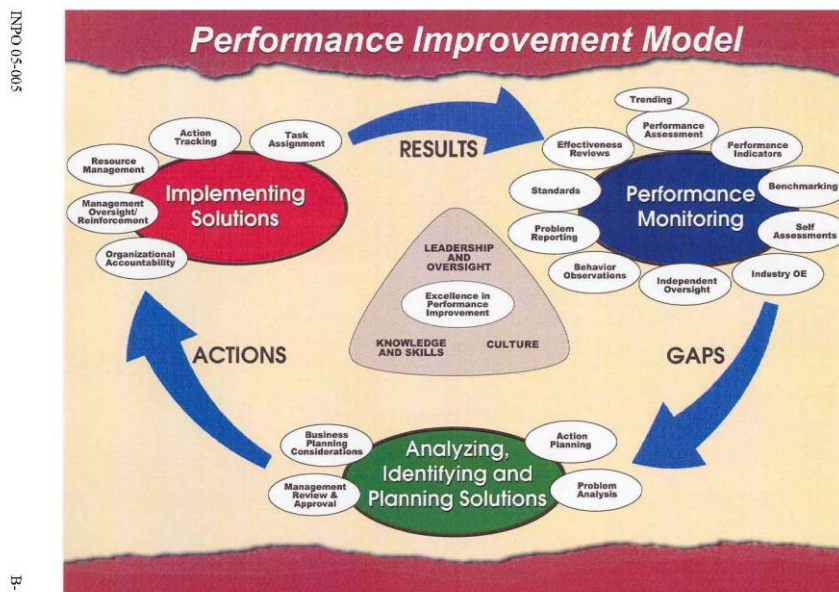 INPO 05-005
Performance Improvement Model
Action
Tracking
Task
Assignment
Resource
Management
Management
Oversight/
Reinforcement
Organizational
Accountability
Implementing
Solutions
RESULTS
Trending
Performance
Assessment
Effectiveness
Reviews
Performance
Indicators
Standards
Benchmarking
Problem
Reporting
Self
Assessments
Behavior
Observations
Independent
Oversight
Industry OE
Performance
Monitoring
LEADERSHIP
AND
OVERSIGHT
Excellence in
Performance
Improvement
KNOWLEDGE
AND SKILLS
CULTURE
ACTIONS
GAPS
Business
Planning
Considerations
Action
Planning
Management
Review &
Approval
Problem
Analysis
Analyzing,
Identifying and
Planning Solutions
B-